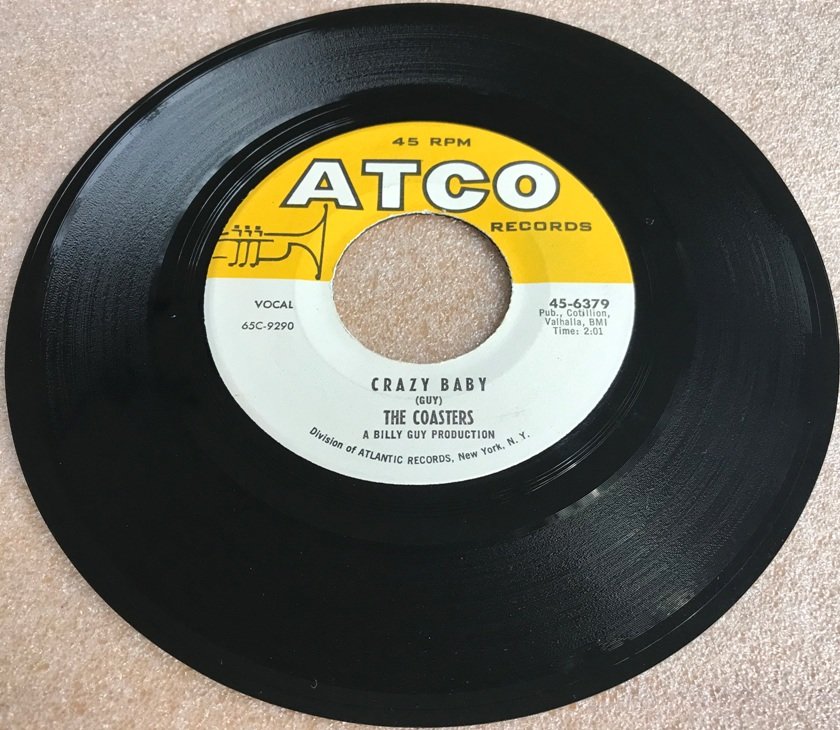 45 RPM
ATCO
RECORDS
VOCAL
65C-9290
45-6379
Pub., Cotillion,
Valhalla, BMI
Time: 2:01
CRAZY BABY
(GUY)
THE COASTERS
A BILLY GUY PRODUCTION
Division of ATLANTIC RECORDS, New York, N. Y.